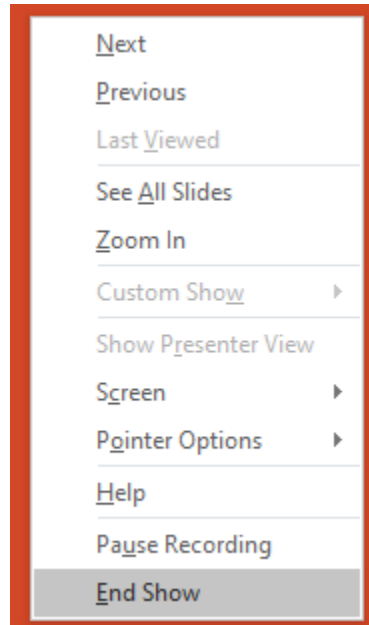 Next
Previous
Last Viewed
See All Slides
Zoom In
Custom Show
Show Presenter View
Screen
Pointer Options
Help
Pause Recording
End Show